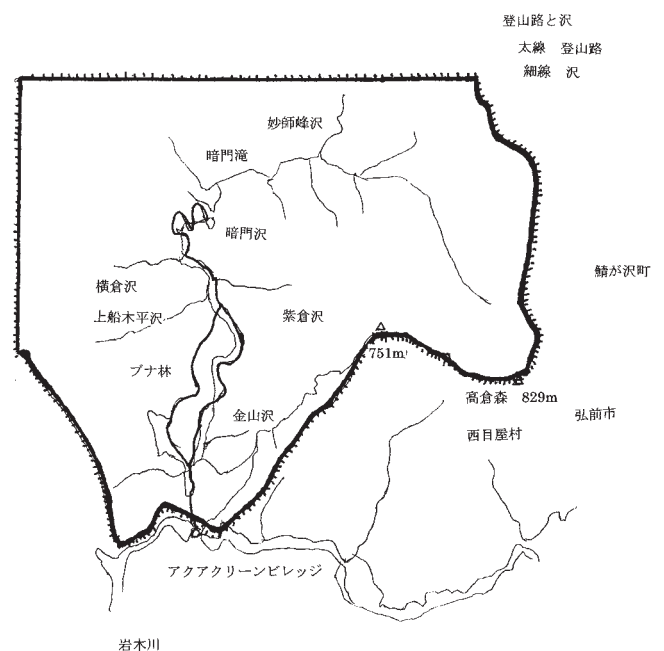 登山路と沢
太線 登山路
細線 沢
妙師峰沢
暗門滝
暗門沢
鯵が沢町
横倉沢
上船木平沢
紫倉沢
751m
ブナ林
高倉森 829m
金山沢
弘前市
西目屋村
アクアクリーンビレッジ
岩木川